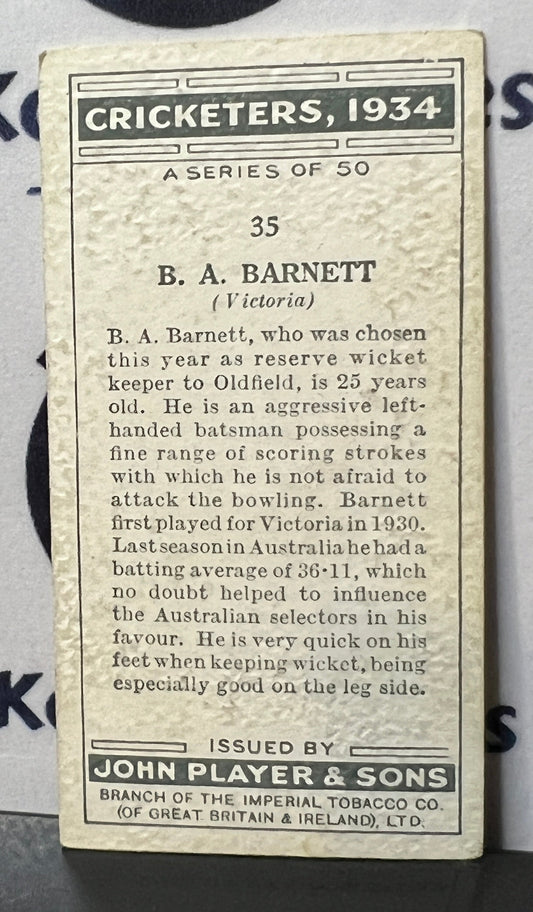 CRICKETERS, 1934
A SERIES OF 50
35
B. A. BARNETT
(Victoria)
B. A. Barnett, who was chosen
this year as reserve wicket
keeper to Oldfield, is 25 years
old. He is an aggressive left-
handed batsman possessing a
fine range of scoring strokes
with which he is not afraid to
attack the bowling. Barnett
first played for Victoria in 1930.
Last season in Australia he had a
batting average of 36·11, which
no doubt helped to influence
the Australian selectors in his
favour. He is very quick on his
feet when keeping wicket, being
especially good on the leg side.
ISSUED BY
JOHN PLAYER & SONS
BRANCH OF THE IMPERIAL TOBACCO CO.
(OF GREAT BRITAIN & IRELAND), LTD.